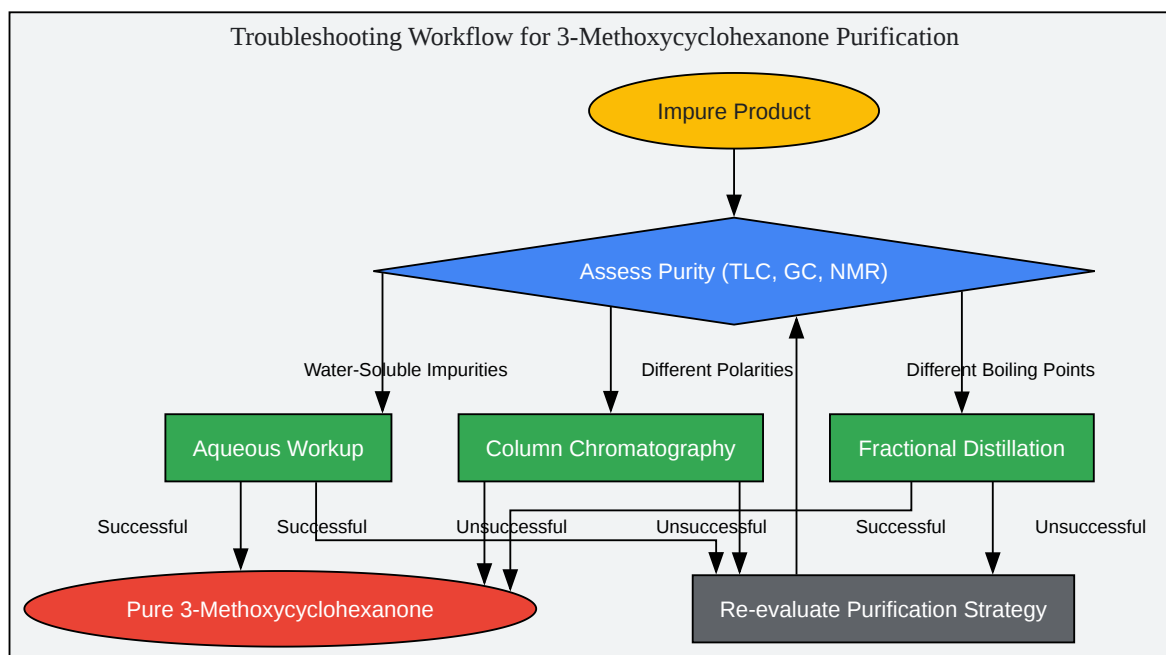 Troubleshooting Workflow for 3-Methoxycyclohexanone Purification
Impure Product
Assess Purity (TLC, GC, NMR)
Water-Soluble Impurities
Different Polarities
Different Boiling Points
Aqueous Workup
Column Chromatography
Fractional Distillation
Successful
Successful
Unsuccessful
Unsuccessful
Successful
Unsuccessful
Pure 3-Methoxycyclohexanone
Re-evaluate Purification Strategy